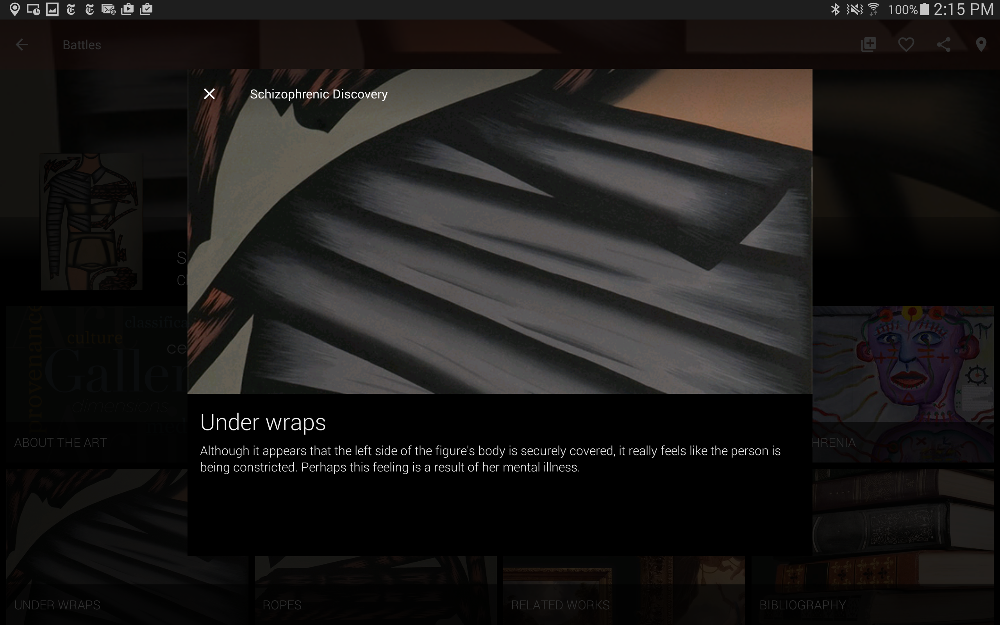 100% 2:15 PM
Battles
Schizophrenic Discovery
classifica
culture
provenance
Galler
dimensions
Under wraps
Although it appears that the left side of the figure's body is securely covered, it really feels like the person is
being constricted. Perhaps this feeling is a result of her mental illness.
ABOUT THE ART
HRENIA
UNDER WRAPS
ROPES
RELATED WORKS
BIBLIOGRAPHY